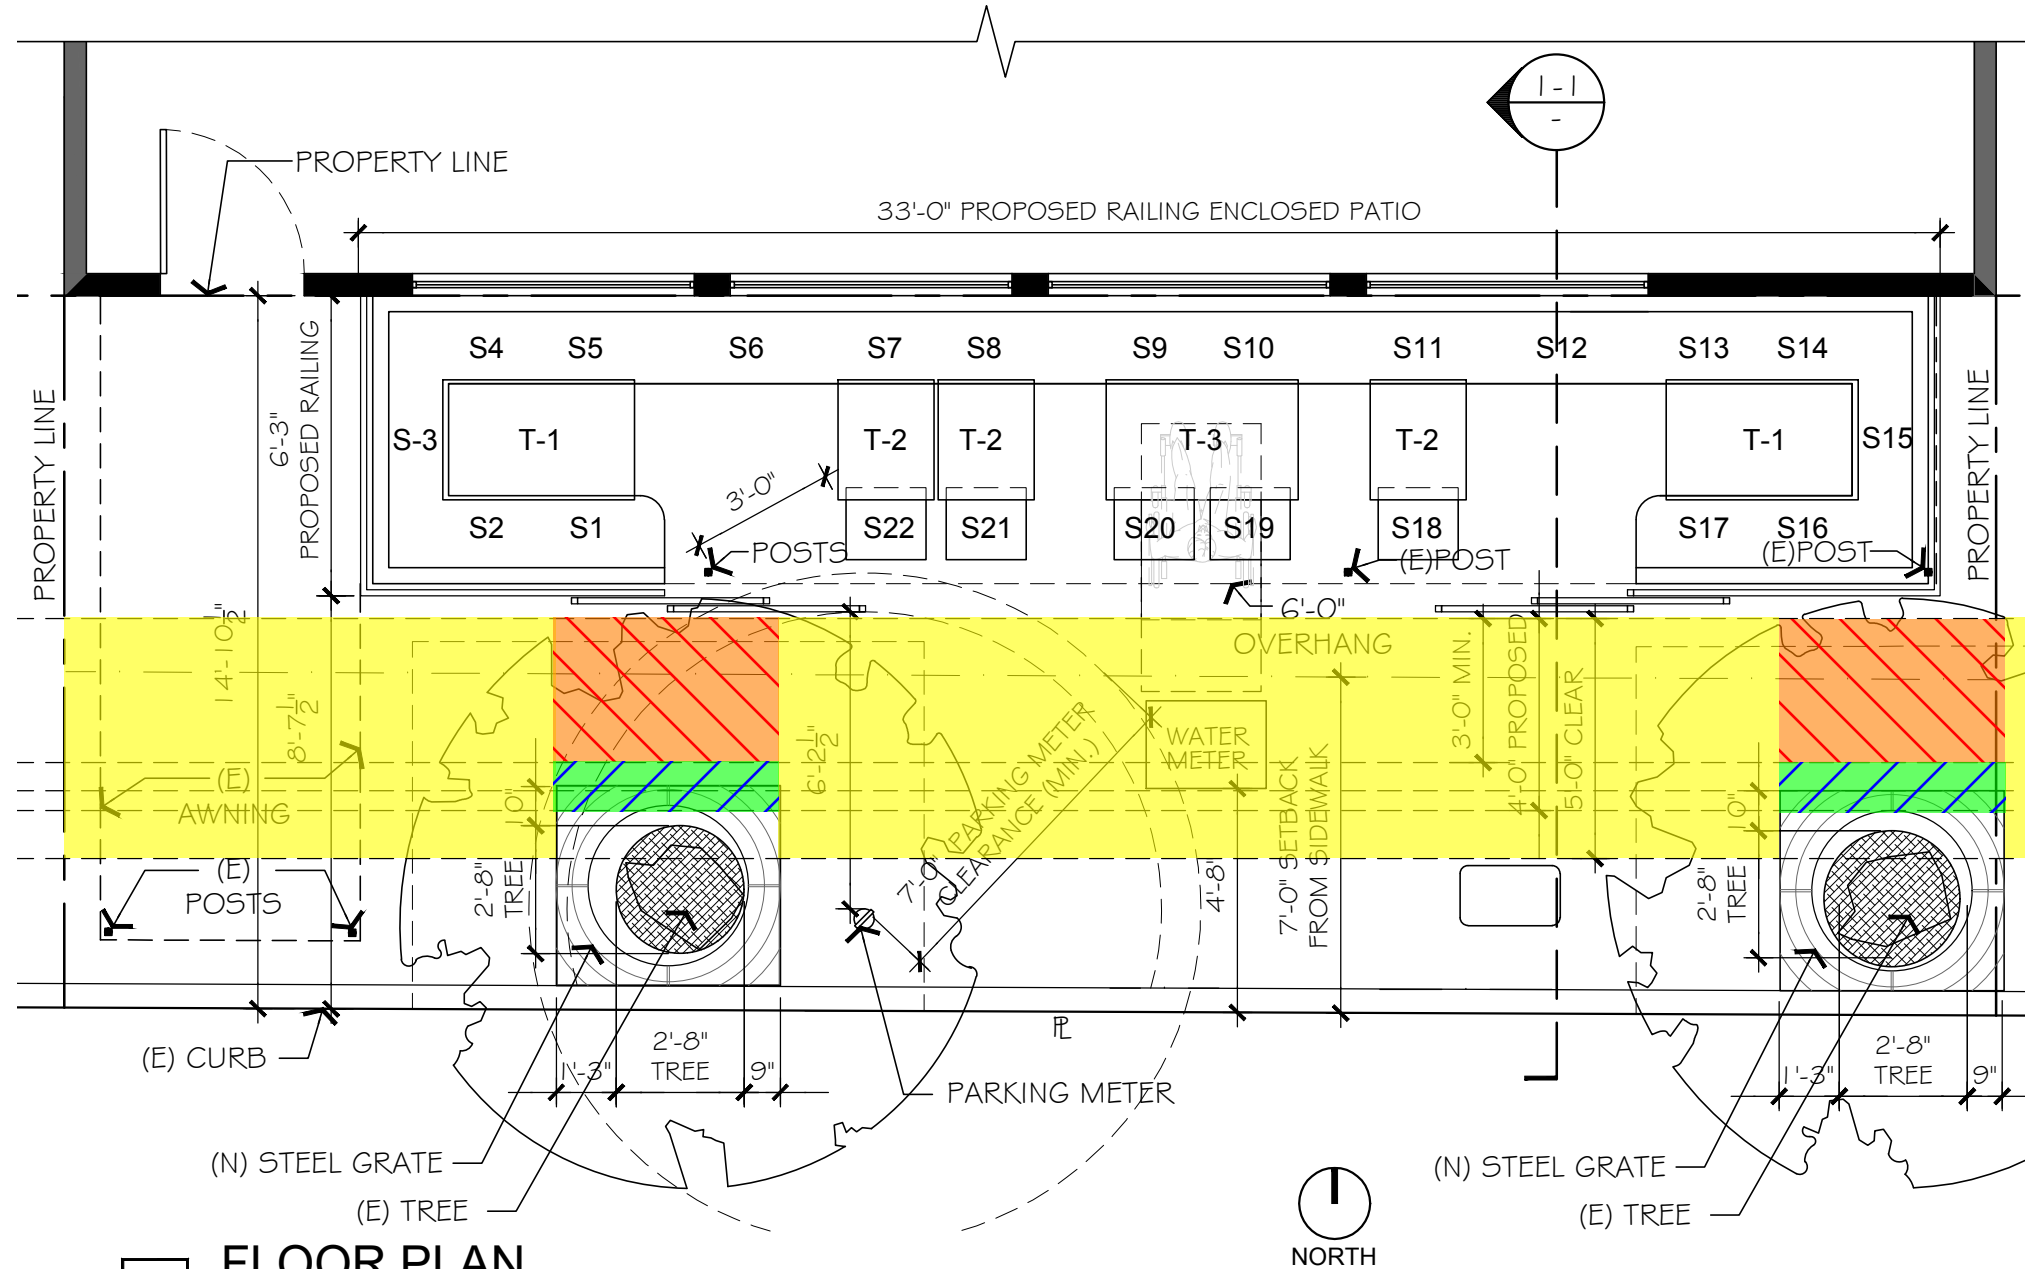 1-1
-
PROPERTY LINE
33'-0" PROPOSED RAILING ENCLOSED PATIO
S4
S5
S6
S7
S8
S9
S10
S11
S12
S13
S14
PROPERTY LINE
6'-3"
PROPOSED RAILING
S-3
T-1
T-2
T-2
T-3
T-2
T-1
S15
PROPERTY LINE
3'-0"
S2
S1
S22
S21
S20
S19
S18
S17
S16
POSTS
(E)POST
(E)POST
6'-0"
OVERHANG
14'-10 1/2"
8'-7 1/2"
6'-2 1/2"
7'-0" PARKING METER
CLEARANCE (MIN.)
WATER
METER
3'-0" MIN.
4'-0" PROPOSED
5'-0" CLEAR
(E)
AWNING
(E)
POSTS
10"
2'-8"
TREE
4'-8"
7'-0" SETBACK
FROM SIDEWALK
10"
2'-8"
TREE
PL
(E) CURB
1'-3"
2'-8"
TREE
9"
PARKING METER
1'-3"
2'-8"
TREE
9"
(N) STEEL GRATE
(E) TREE
(N) STEEL GRATE
(E) TREE
NORTH
FLOOR PLAN